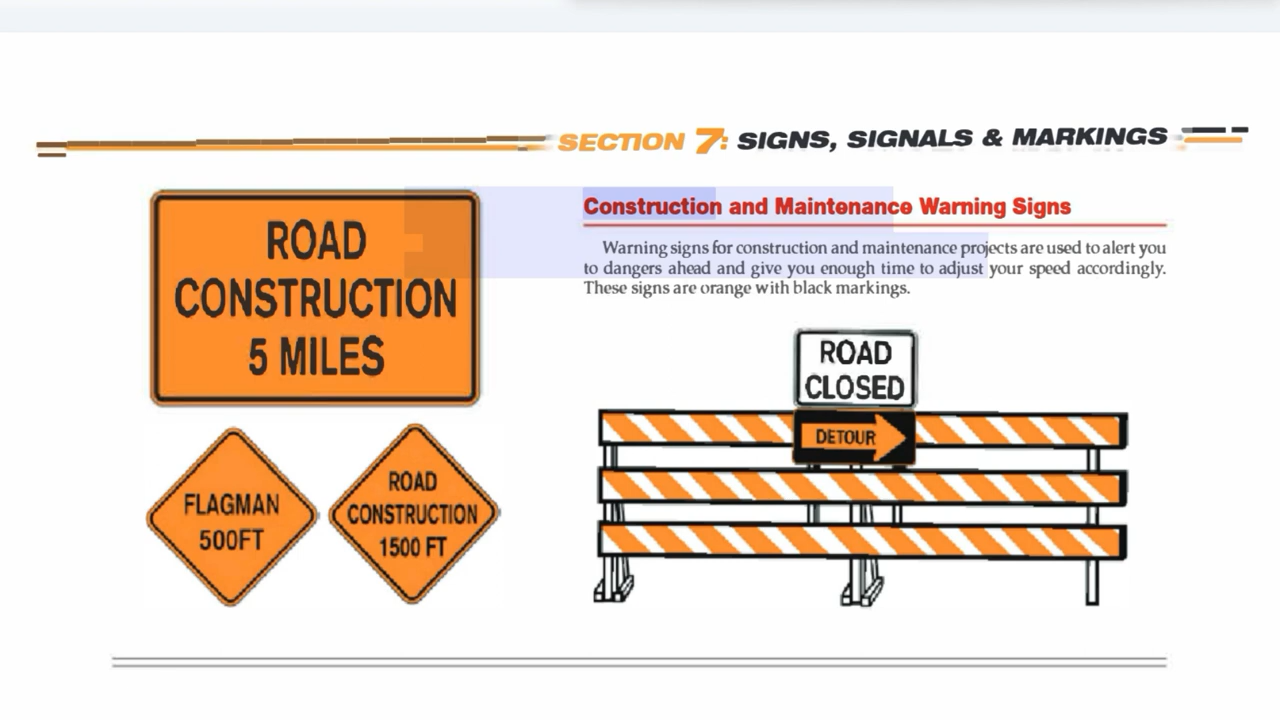 SECTION 7: SIGNS, SIGNALS & MARKINGS
ROAD
CONSTRUCTION
5 MILES
FLAGMAN
500FT
ROAD
CONSTRUCTION
1500 FT
Construction and Maintenance Warning Signs
Warning signs for construction and maintenance projects are used to alert you
to dangers ahead and give you enough time to adjust your speed accordingly.
These signs are orange with black markings.
ROAD
CLOSED
DETOUR